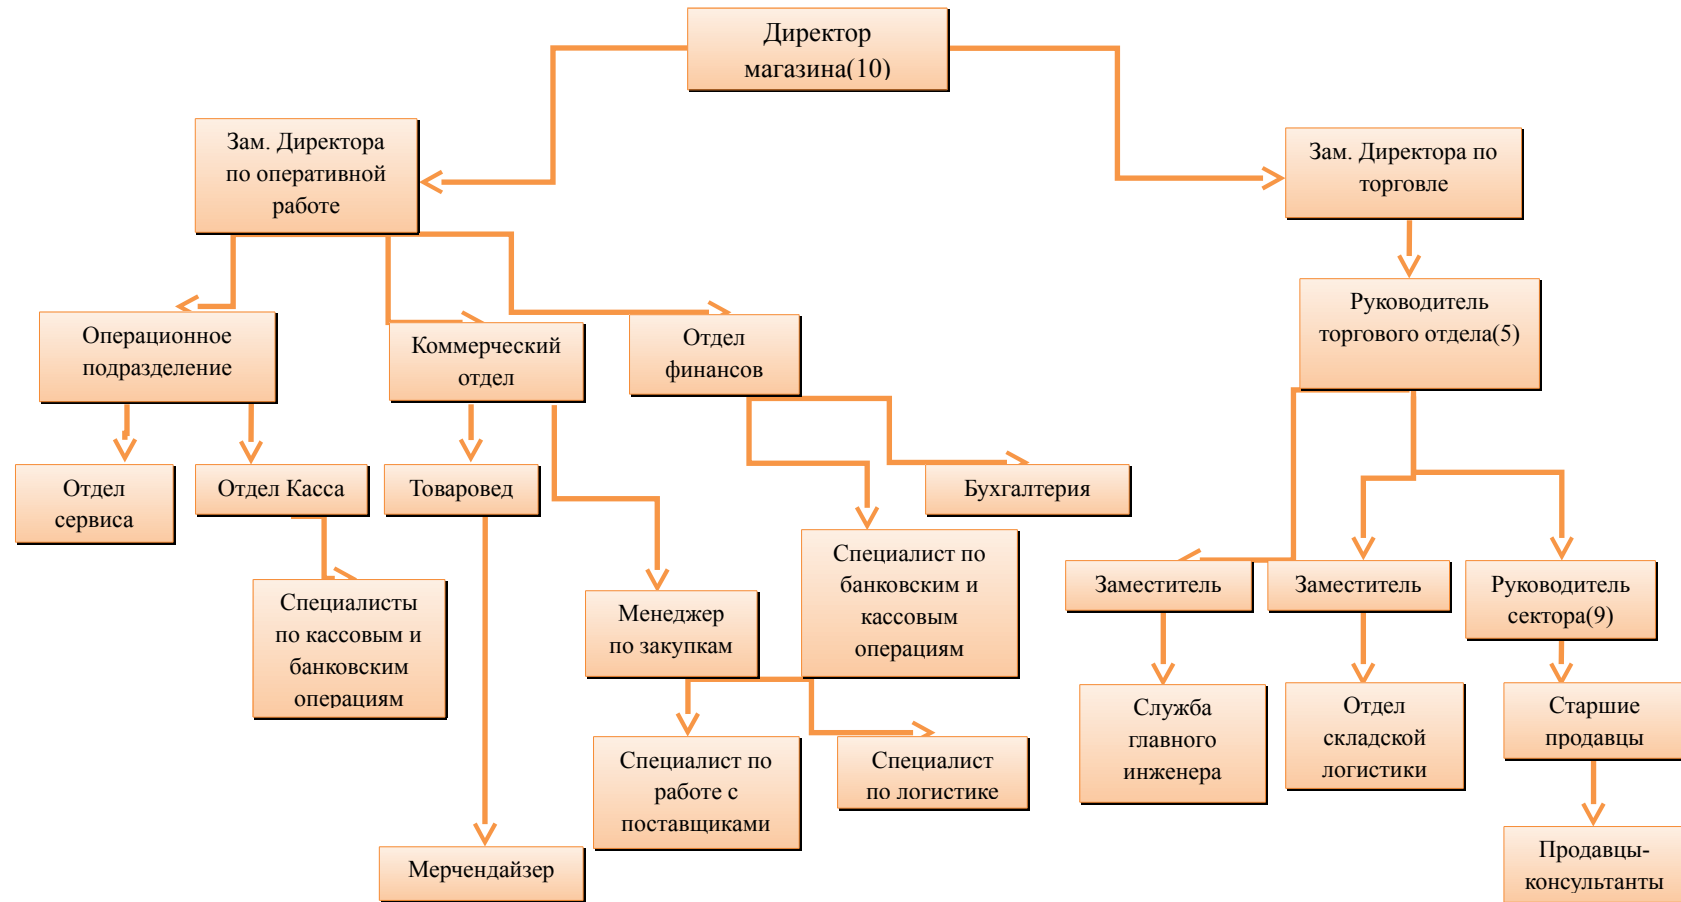 Директор
магазина(10)
Зам. Директора
по оперативной
работе
Зам. Директора по
торговле
Операционное
подразделение
Коммерческий
отдел
Отдел
финансов
Руководитель
торгового отдела(5)
Отдел
сервиса
Отдел Касса
Товаровед
Бухгалтерия
Специалисты
по кассовым и
банковским
операциям
Менеджер
по закупкам
Специалист по
банковским и
кассовым
операциям
Заместитель
Заместитель
Руководитель
сектора(9)
Специалист по
работе с
поставщиками
Специалист
по логистике
Служба
главного
инженера
Отдел
складской
логистики
Старшие
продавцы
Мерчендайзер
Продавцы-
консультанты